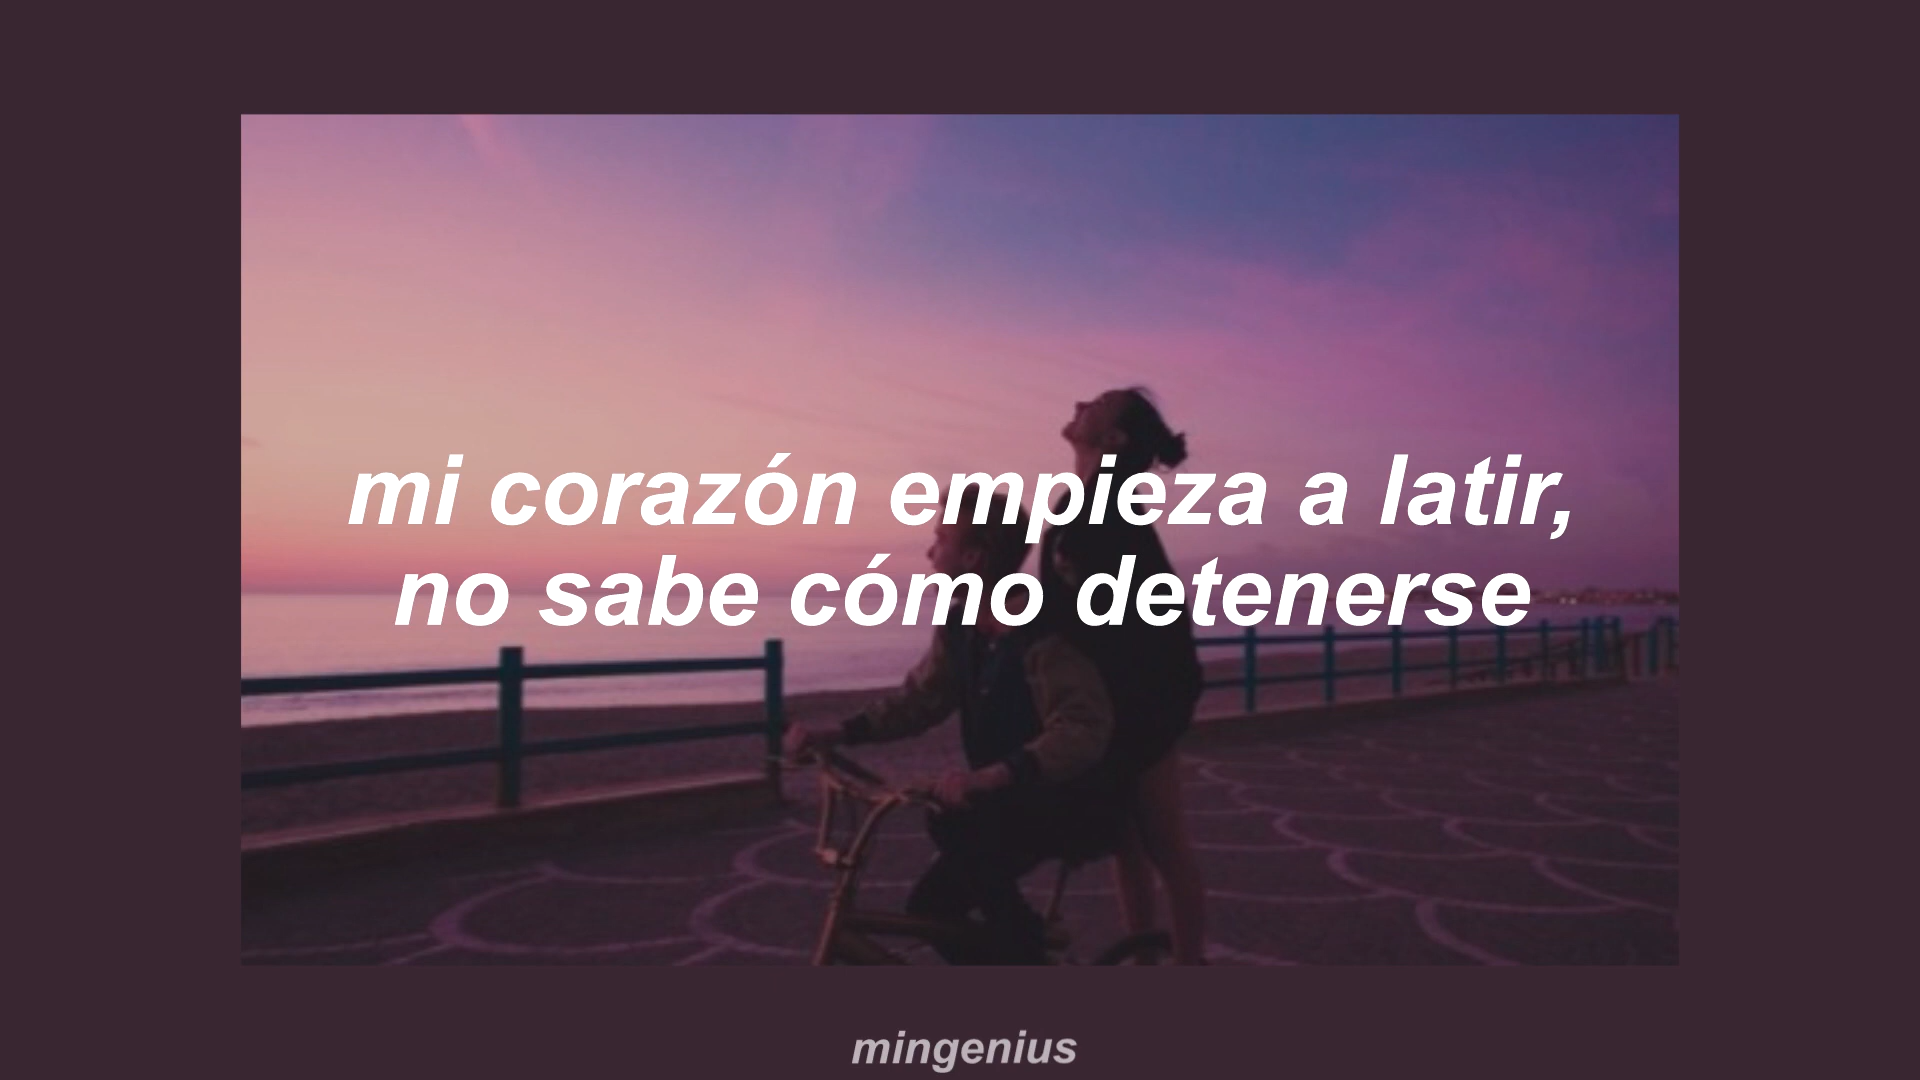 mi corazón empieza a latir,
no sabe cómo detenerse
mingenius